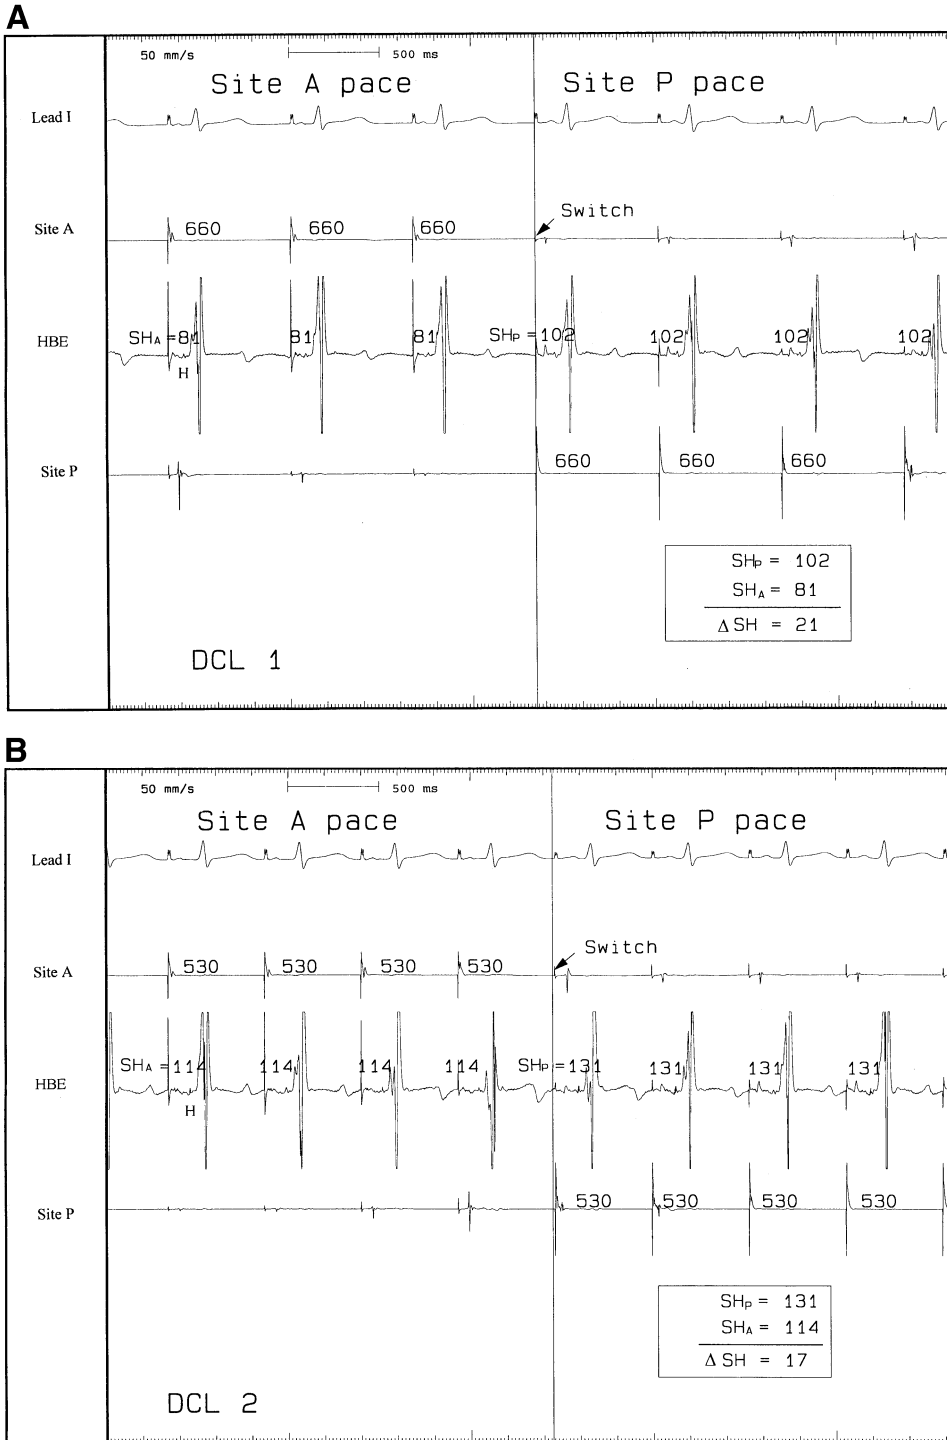 A
50 mm/s 500 ms
Site A pace Site P pace
Lead I
Switch
Site A 660 660 660
HBE SHA =81 81 81 SHP =102 102 102 102
H
Site P 660 660 660
SHP = 102
SHA = 81
Δ SH = 21
DCL 1
B
50 mm/s 500 ms
Site A pace Site P pace
Lead I
Switch
Site A 530 530 530 530
SHA =114 114 114 114 SHP=131 131 131 131
HBE
H
Site P 530 530 530 530
SHP = 131
SHA = 114
Δ SH = 17
DCL 2